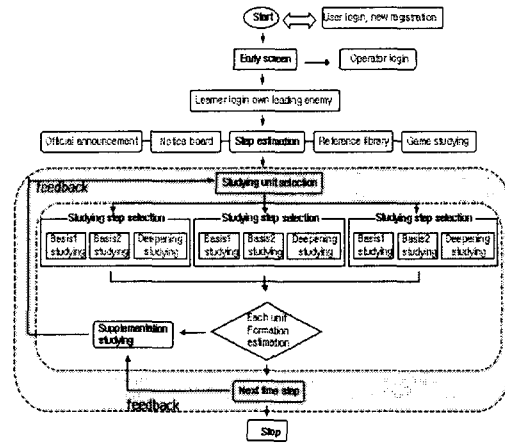 Start
User login, new registration
Early screen
Operator login
Learner login own leading enemy
Official announcement
Notice board
Step estimation
Reference library
Game studying
feedback
Studying unit selection
Studying step selection
Studying step selection
Studying step selection
Basis1 studying
Basis2 studying
Deepening studying
Basis1 studying
Basis2 studying
Deepening studying
Basis1 studying
Basis2 studying
Deepening studying
Each unit
Formation
estimation
Supplementation
studying
Next time step
feedback
Stop